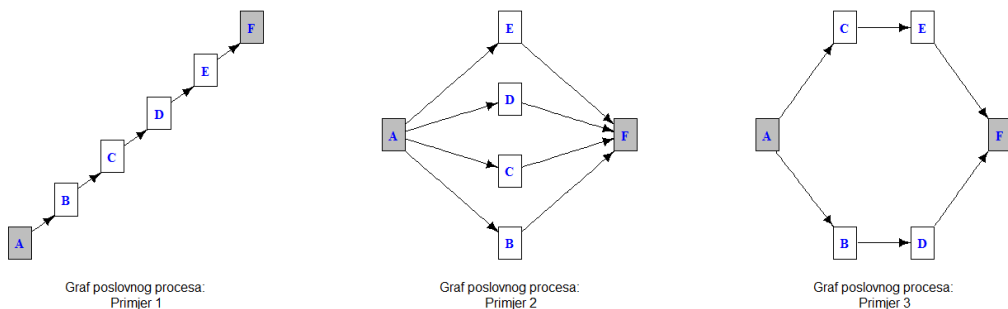 F
E
D
C
B
A
Graf poslovnog procesa:
Primjer 1
E
D
A
F
C
B
Graf poslovnog procesa:
Primjer 2
C
E
A
F
B
D
Graf poslovnog procesa:
Primjer 3